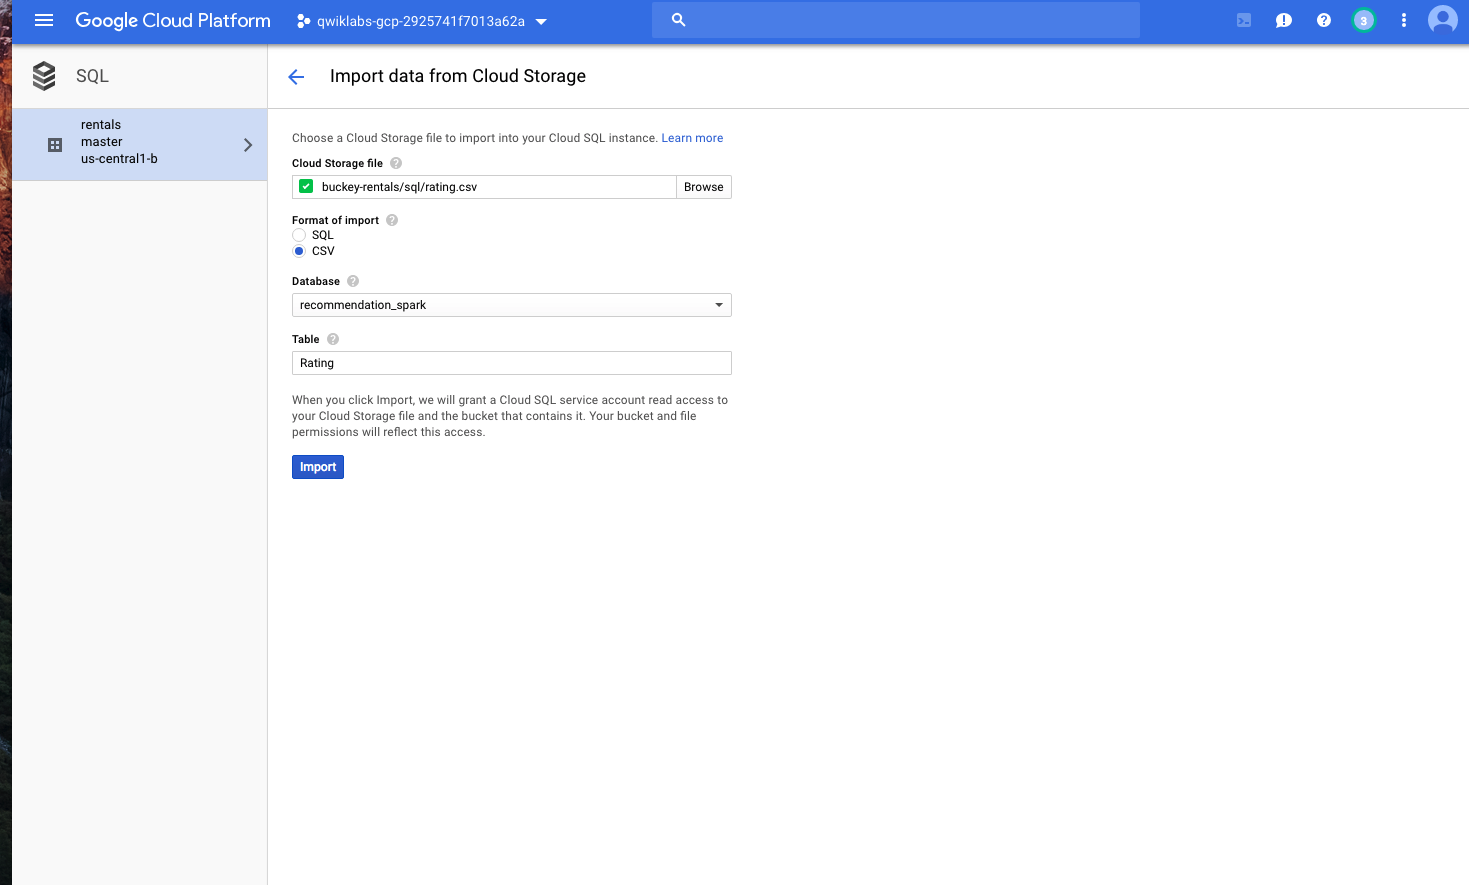 Google Cloud Platform
qwiklabs-gcp-2925741f7013a62a
3
SQL
Import data from Cloud Storage
rentals
master
us-central1-b
Choose a Cloud Storage file to import into your Cloud SQL instance. Learn more
Cloud Storage file ?
buckey-rentals/sql/rating.csv Browse
Format of import ?
SQL
CSV
Database ?
recommendation_spark
Table ?
Rating
When you click Import, we will grant a Cloud SQL service account read access to
your Cloud Storage file and the bucket that contains it. Your bucket and file
permissions will reflect this access.
Import